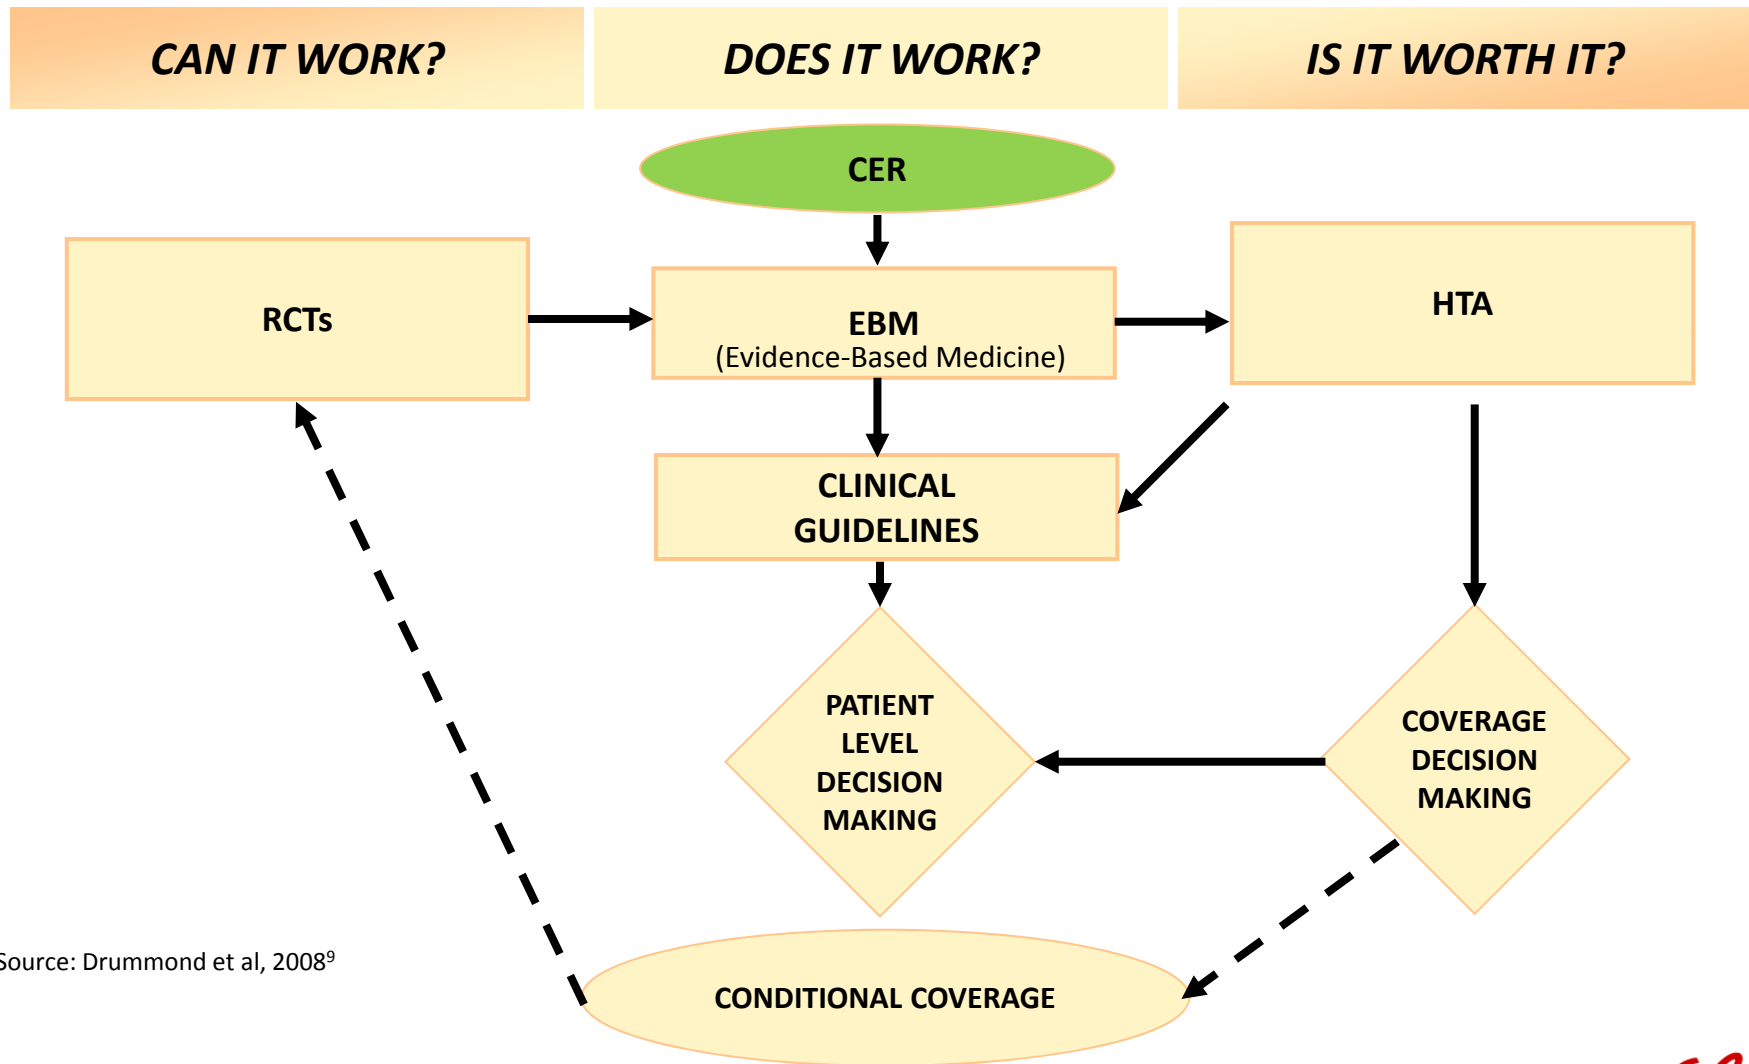 CAN IT WORK?
DOES IT WORK?
IS IT WORTH IT?
CER
RCTs
EBM
(Evidence-Based Medicine)
HTA
CLINICAL
GUIDELINES
PATIENT
LEVEL
DECISION
MAKING
COVERAGE
DECISION
MAKING
Source: Drummond et al, 2008⁹
CONDITIONAL COVERAGE